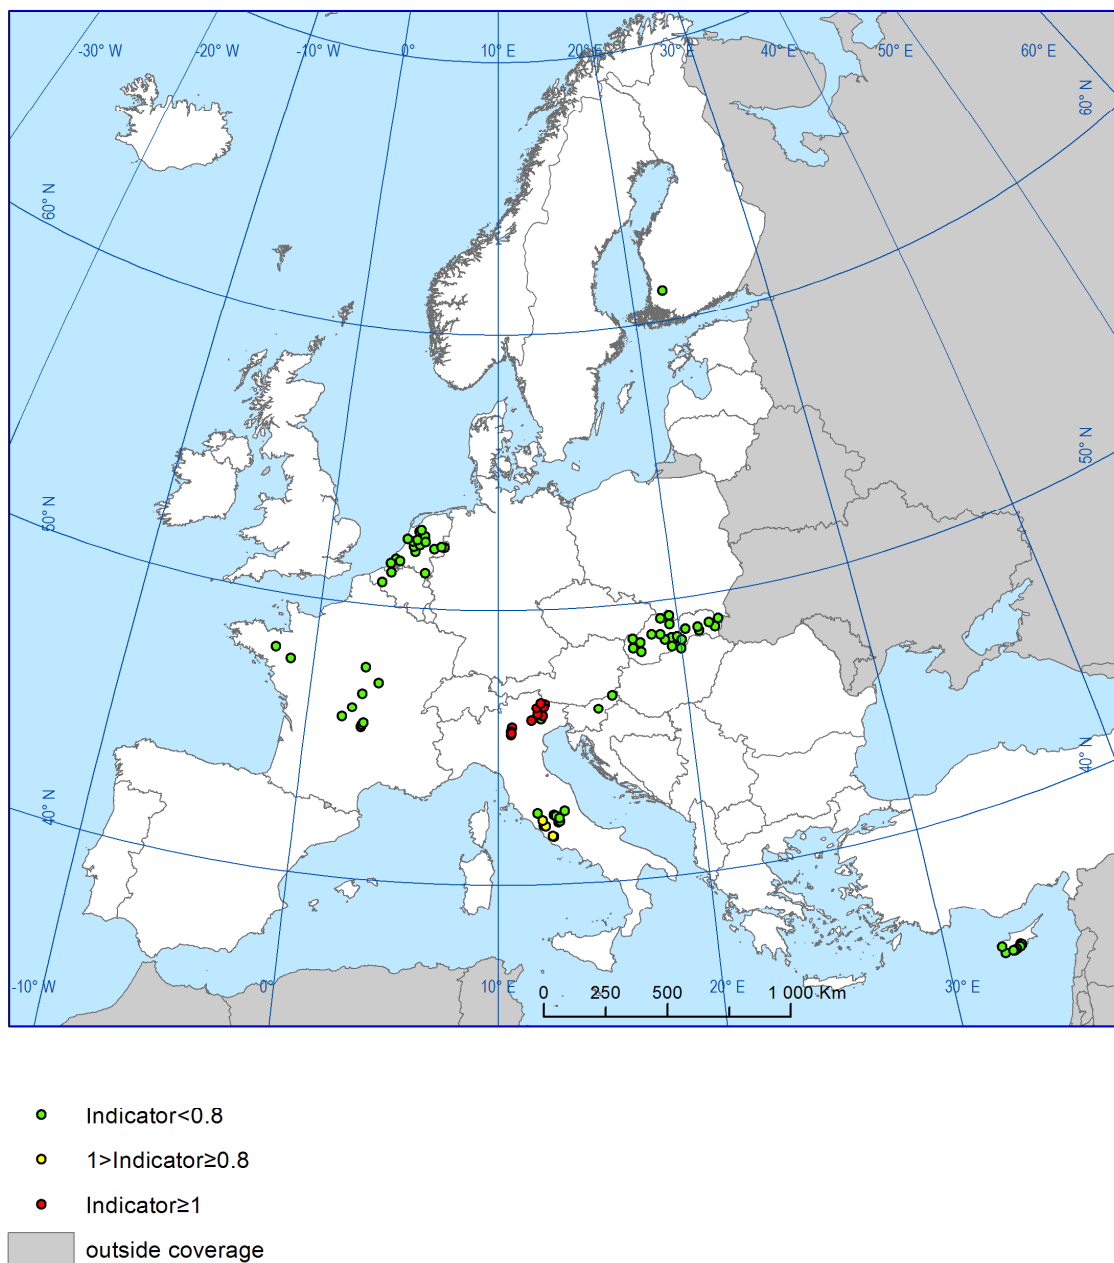 -30° W -20° W -10° W 0° 10° E 20° E 30° E 40° E 50° E 60° E
60° N
60° N
50° N
50° N
40° N
40° N
-10° W 0° 10° E 20° E 30° E
0 250 500 1 000 Km
Indicator<0.8
1>Indicator≥0.8
Indicator≥1
outside coverage